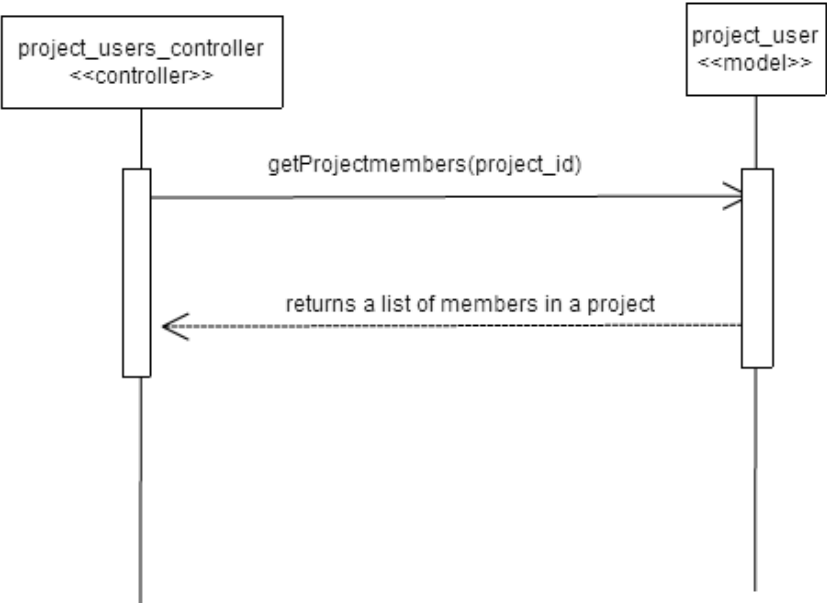 project_users_controller
<<controller>>
project_user
<<model>>
getProjectmembers(project_id)
returns a list of members in a project